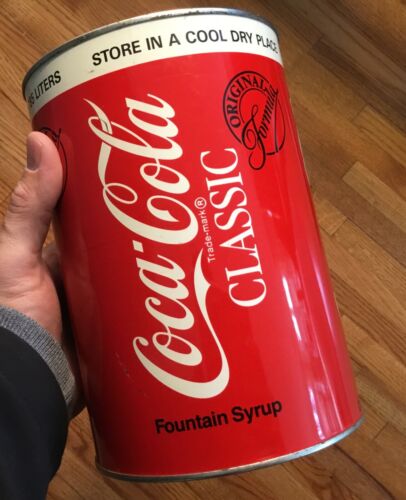 STORE IN A COOL DRY PLACE
LITERS
ORIGINAL
Formula
Coca-Cola
Trade-mark®
CLASSIC
Fountain Syrup